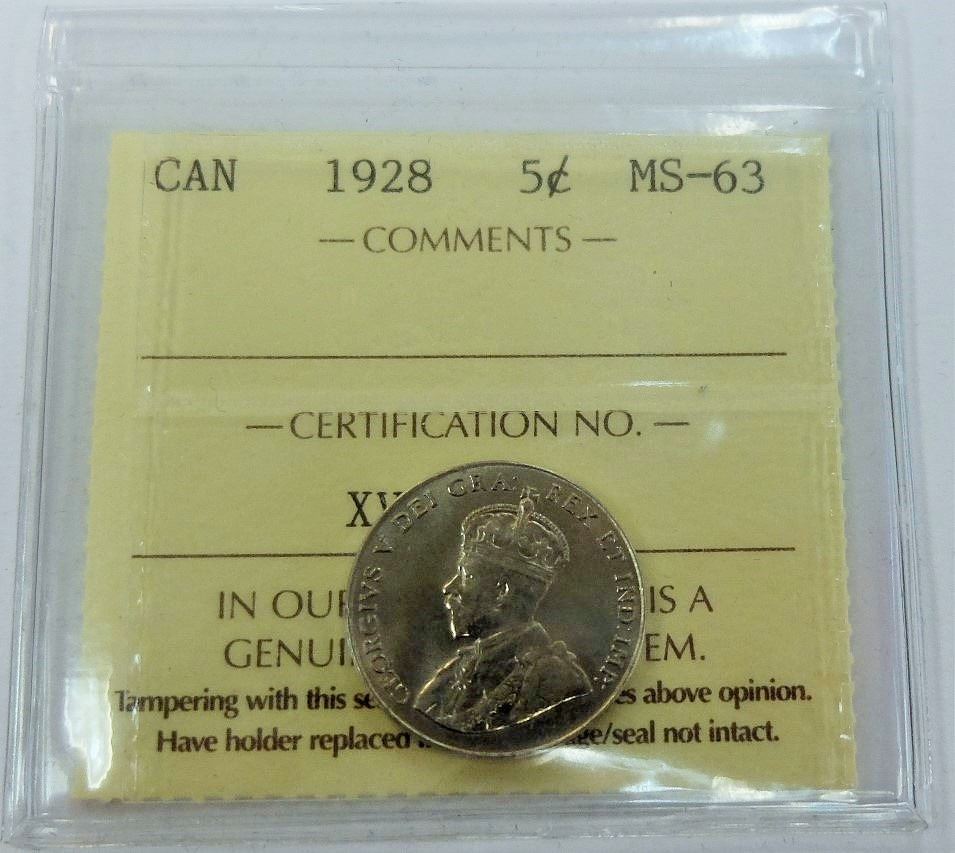 CAN 1928 5¢ MS-63
— COMMENTS —
— CERTIFICATION NO. —
XV
IN OUR IS A
GENUI EM.
Tampering with this se es above opinion.
Have holder replaced ge/seal not intact.
GEORGIVS V DEI GRA: REX ET IND: IMP: